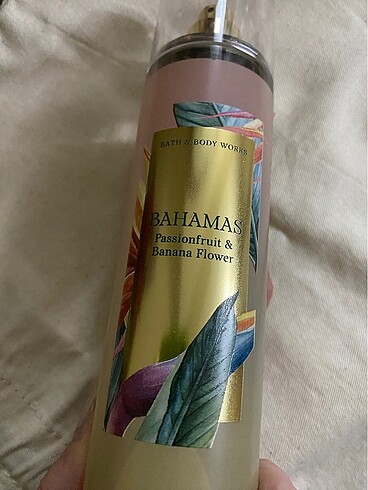 BATH & BODY WORKS
BAHAMAS
Passionfruit &
Banana Flower